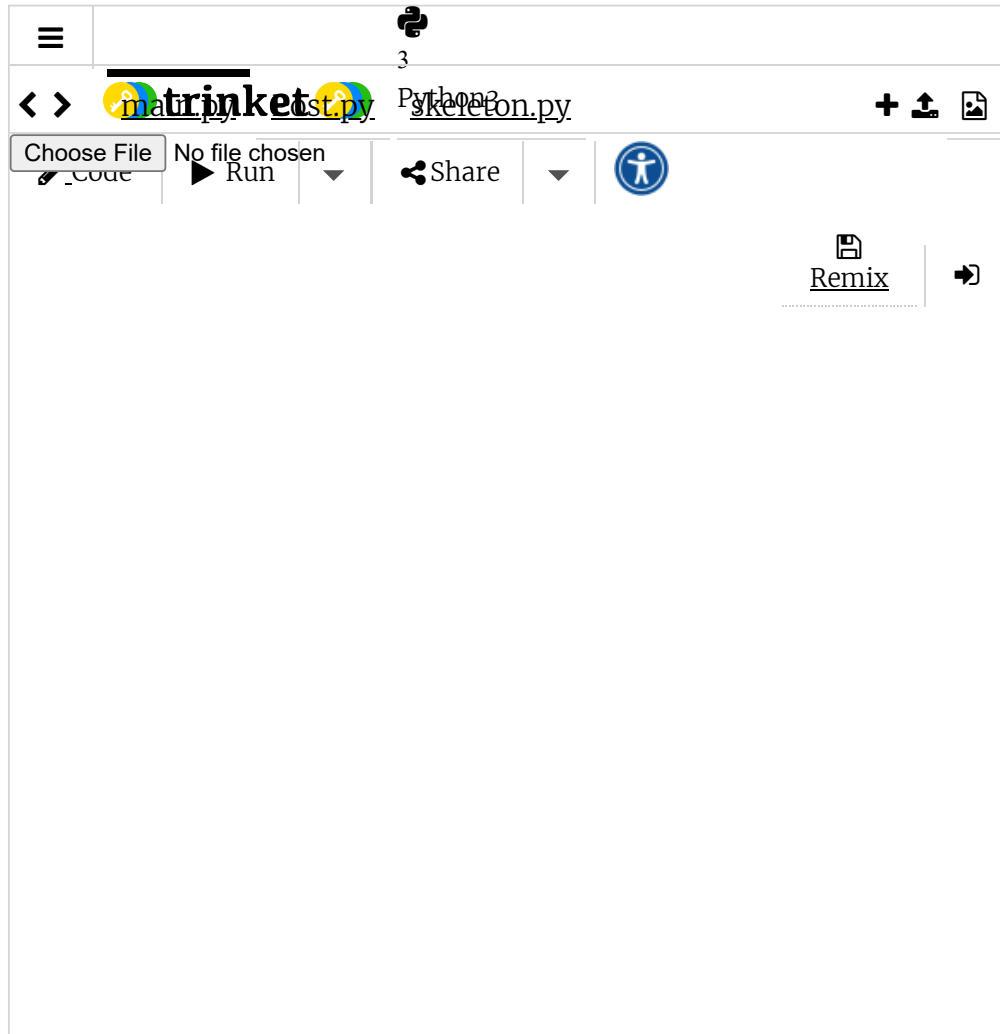 3
Python3
main.py
trinket
cost.py
skeleton.py
Choose File No file chosen
Code
Run
Share
Remix